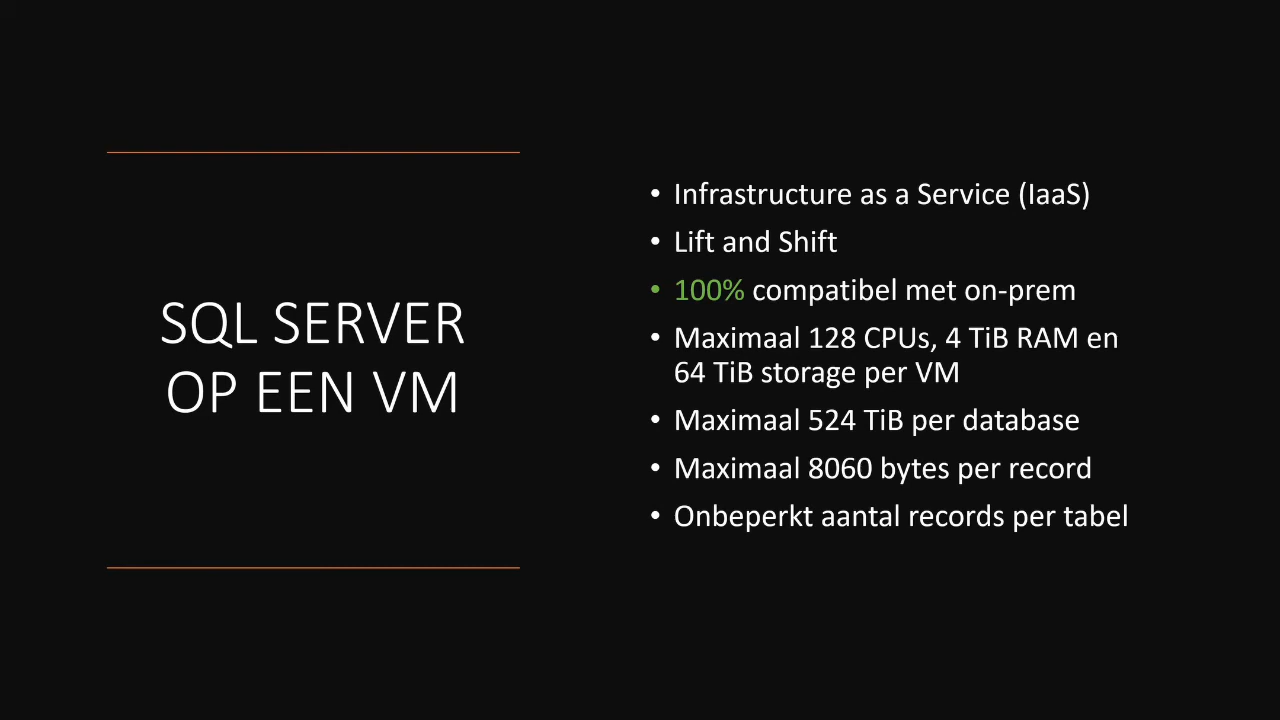 SQL SERVER
OP EEN VM
• Infrastructure as a Service (IaaS)
• Lift and Shift
• 100% compatibel met on-prem
• Maximaal 128 CPUs, 4 TiB RAM en
64 TiB storage per VM
• Maximaal 524 TiB per database
• Maximaal 8060 bytes per record
• Onbeperkt aantal records per tabel